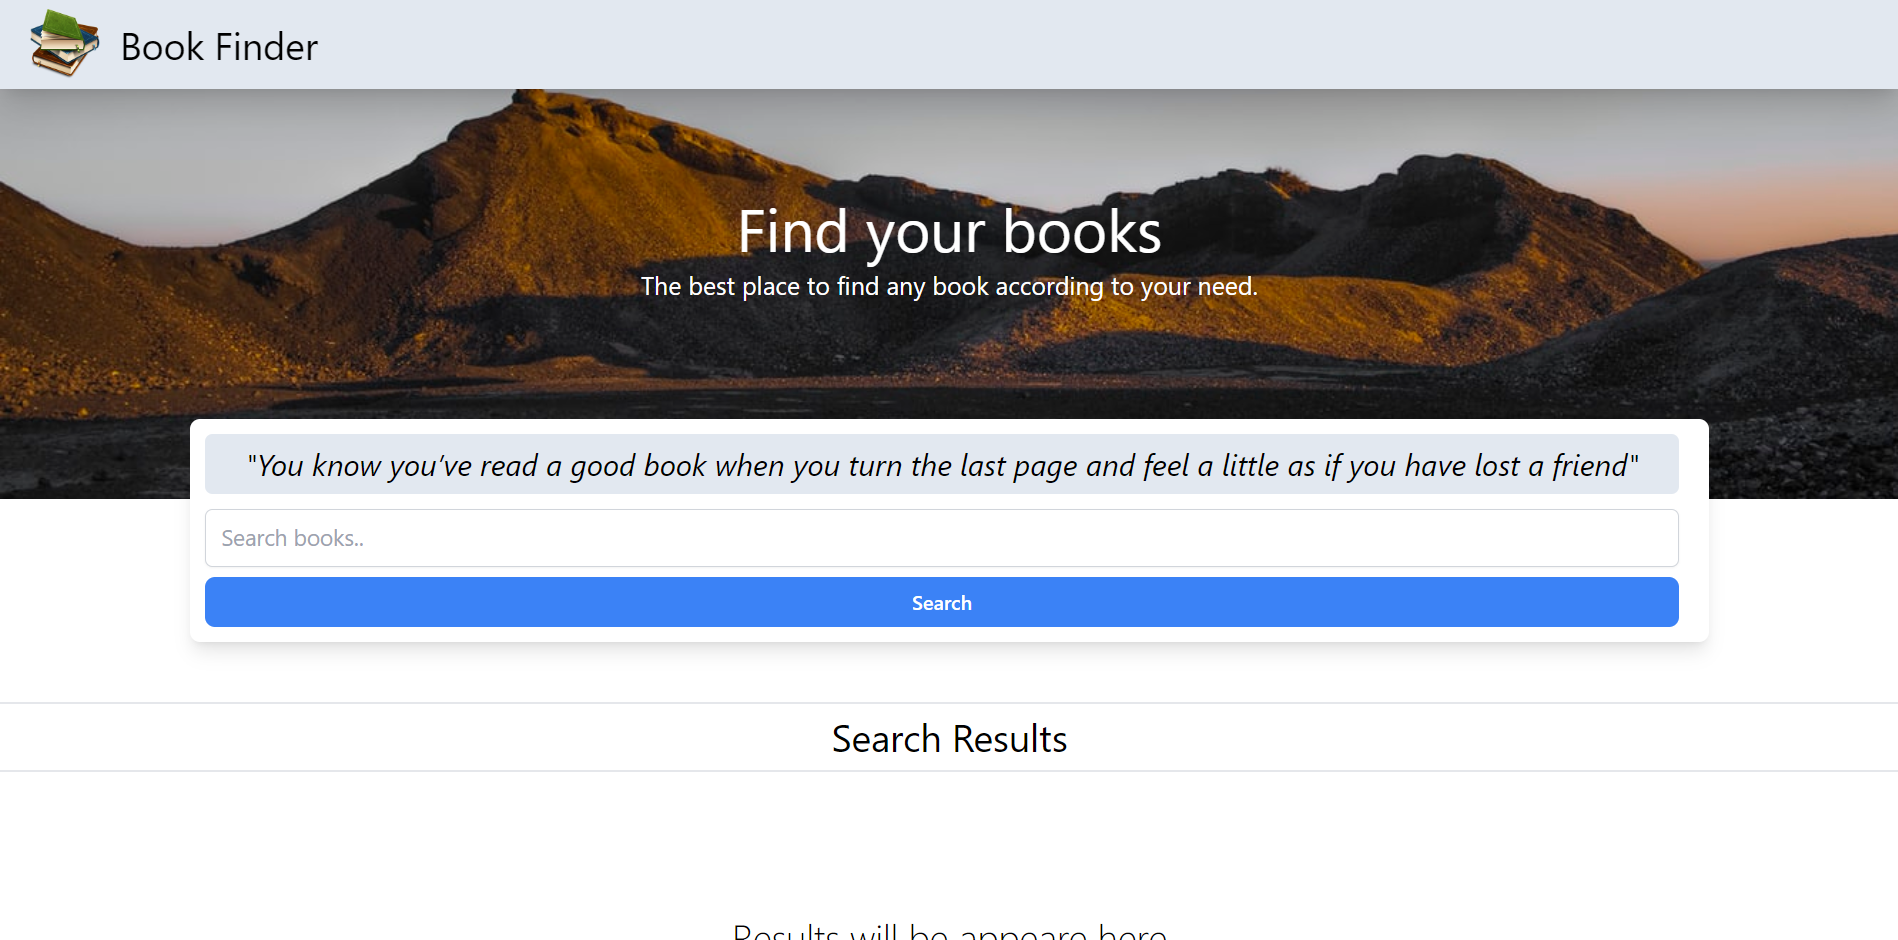 Book Finder
Find your books
The best place to find any book according to your need.
"You know you’ve read a good book when you turn the last page and feel a little as if you have lost a friend"
Search books..
Search
Search Results
Results will be appeare here